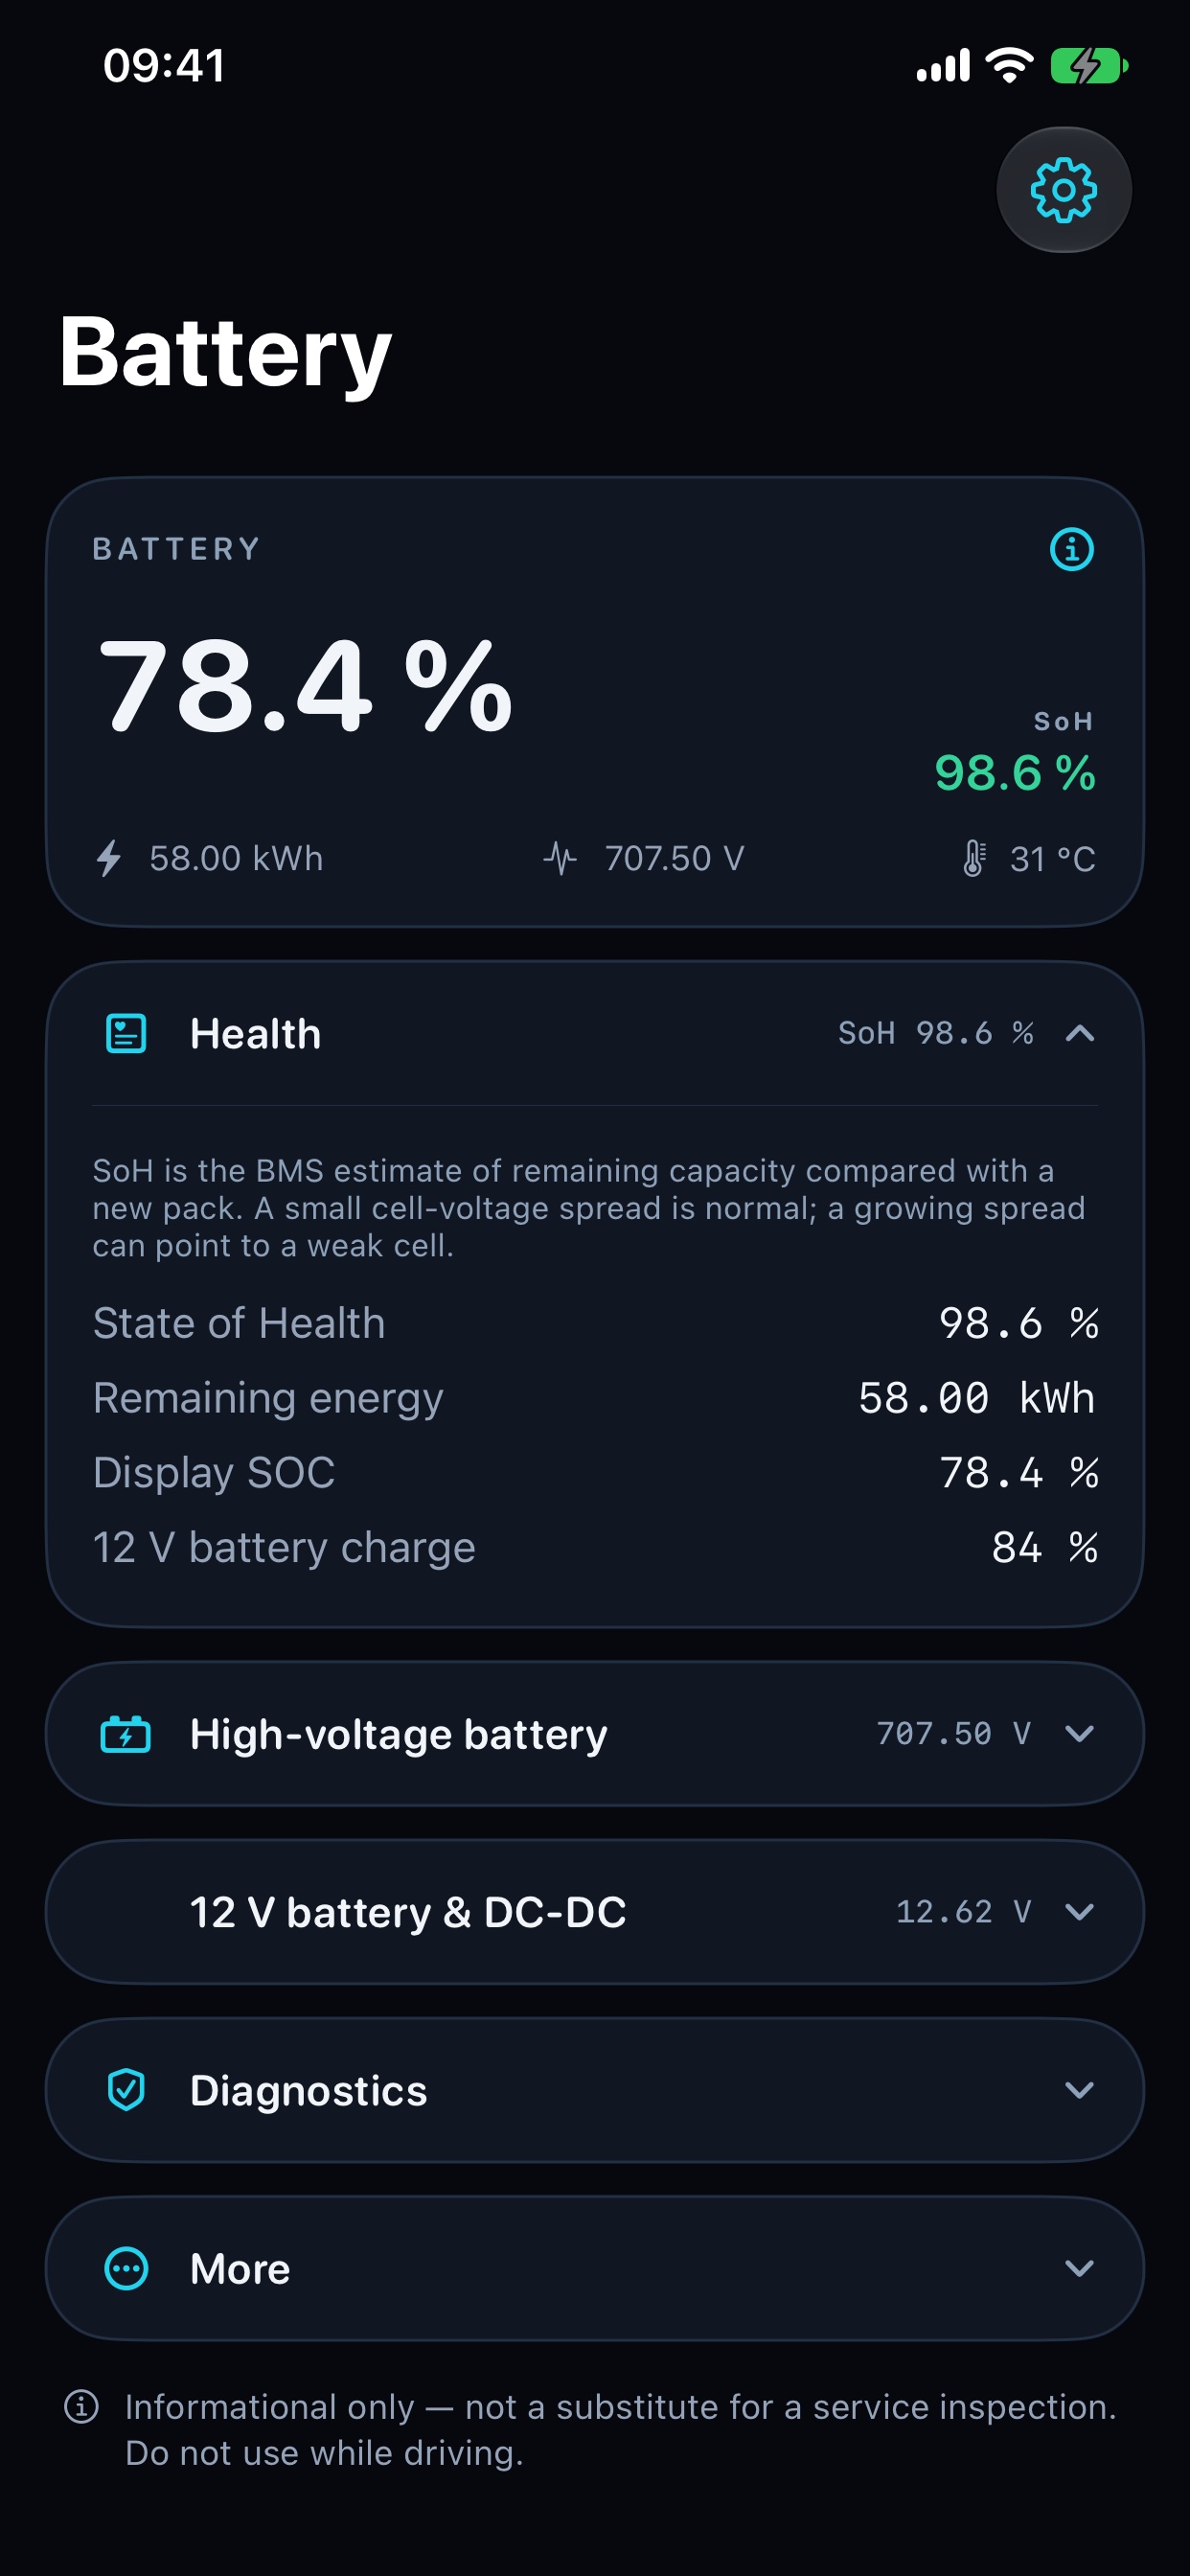 09:41
Battery
BATTERY
78.4 %
SoH
98.6 %
58.00 kWh 707.50 V 31 °C
Health SoH 98.6 %
SoH is the BMS estimate of remaining capacity compared with a
new pack. A small cell-voltage spread is normal; a growing spread
can point to a weak cell.
State of Health 98.6 %
Remaining energy 58.00 kWh
Display SOC 78.4 %
12 V battery charge 84 %
High-voltage battery 707.50 V
12 V battery & DC-DC 12.62 V
Diagnostics
More
Informational only — not a substitute for a service inspection.
Do not use while driving.